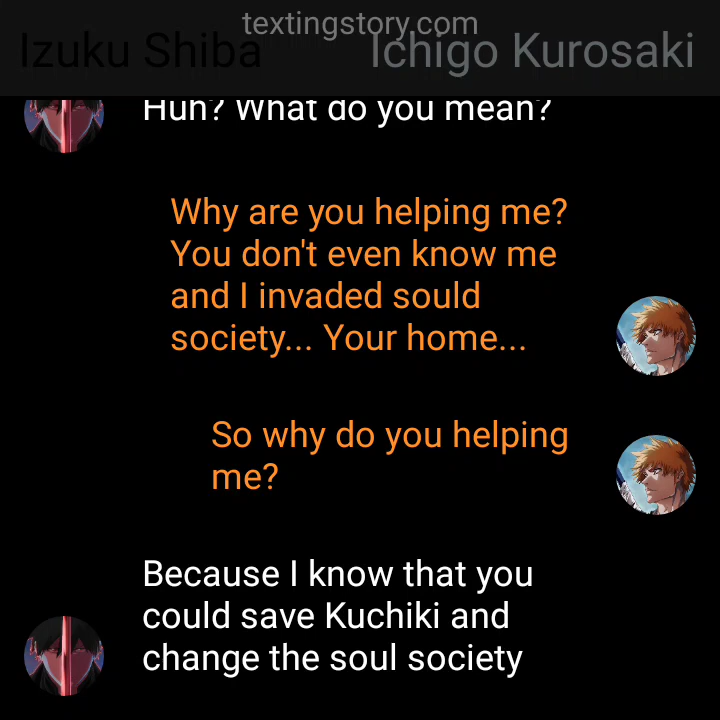 textingstory.com
Izuku Shiba
Ichigo Kurosaki
Huh? What do you mean?
Why are you helping me?
You don't even know me
and I invaded sould
society... Your home...
So why do you helping
me?
Because I know that you
could save Kuchiki and
change the soul society